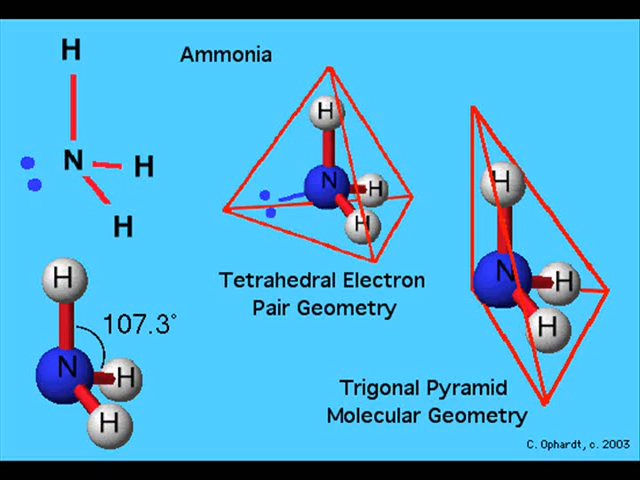 Ammonia
H
N
H
H
H
N
H
H
Tetrahedral Electron
Pair Geometry
H
N
H
H
107.3°
H
N
H
H
Trigonal Pyramid
Molecular Geometry
C. Ophardt, c. 2003